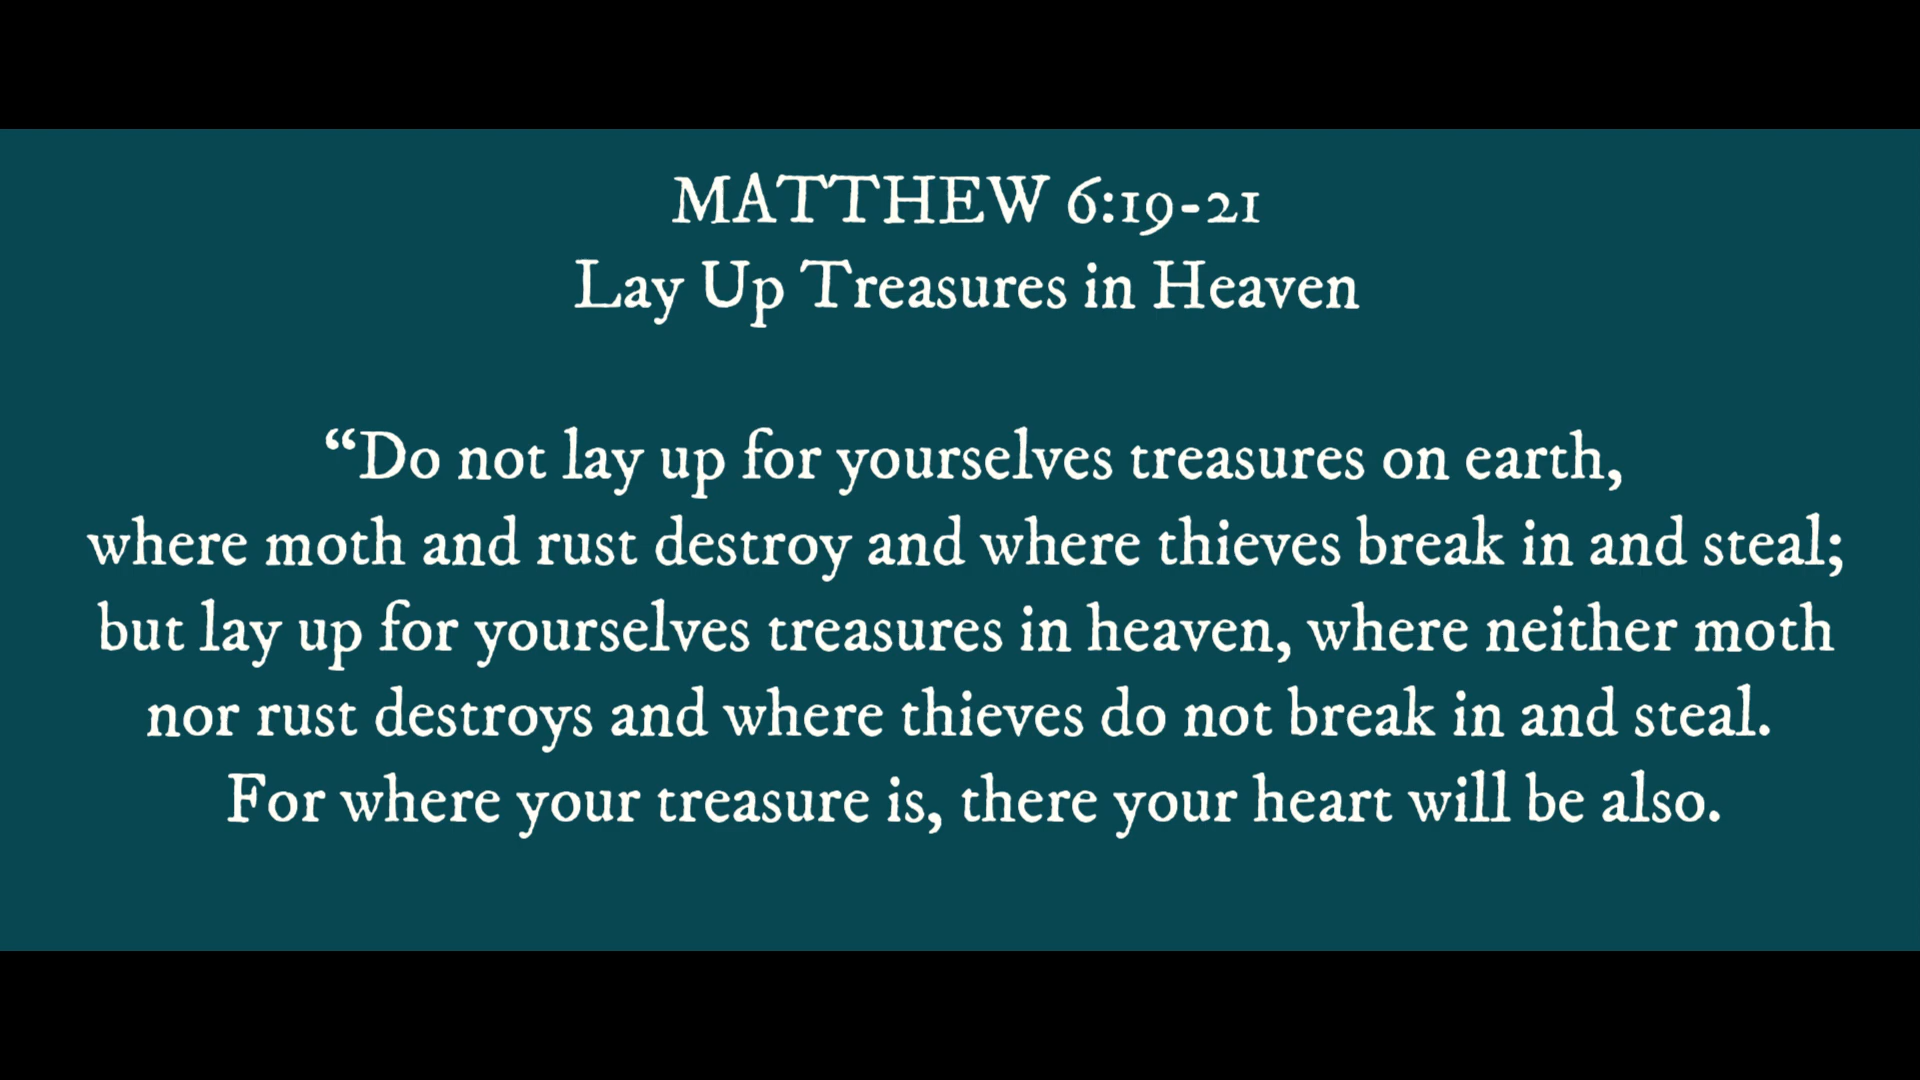 MATTHEW 6:19-21
Lay Up Treasures in Heaven
“Do not lay up for yourselves treasures on earth,
where moth and rust destroy and where thieves break in and steal;
but lay up for yourselves treasures in heaven, where neither moth
nor rust destroys and where thieves do not break in and steal.
For where your treasure is, there your heart will be also.